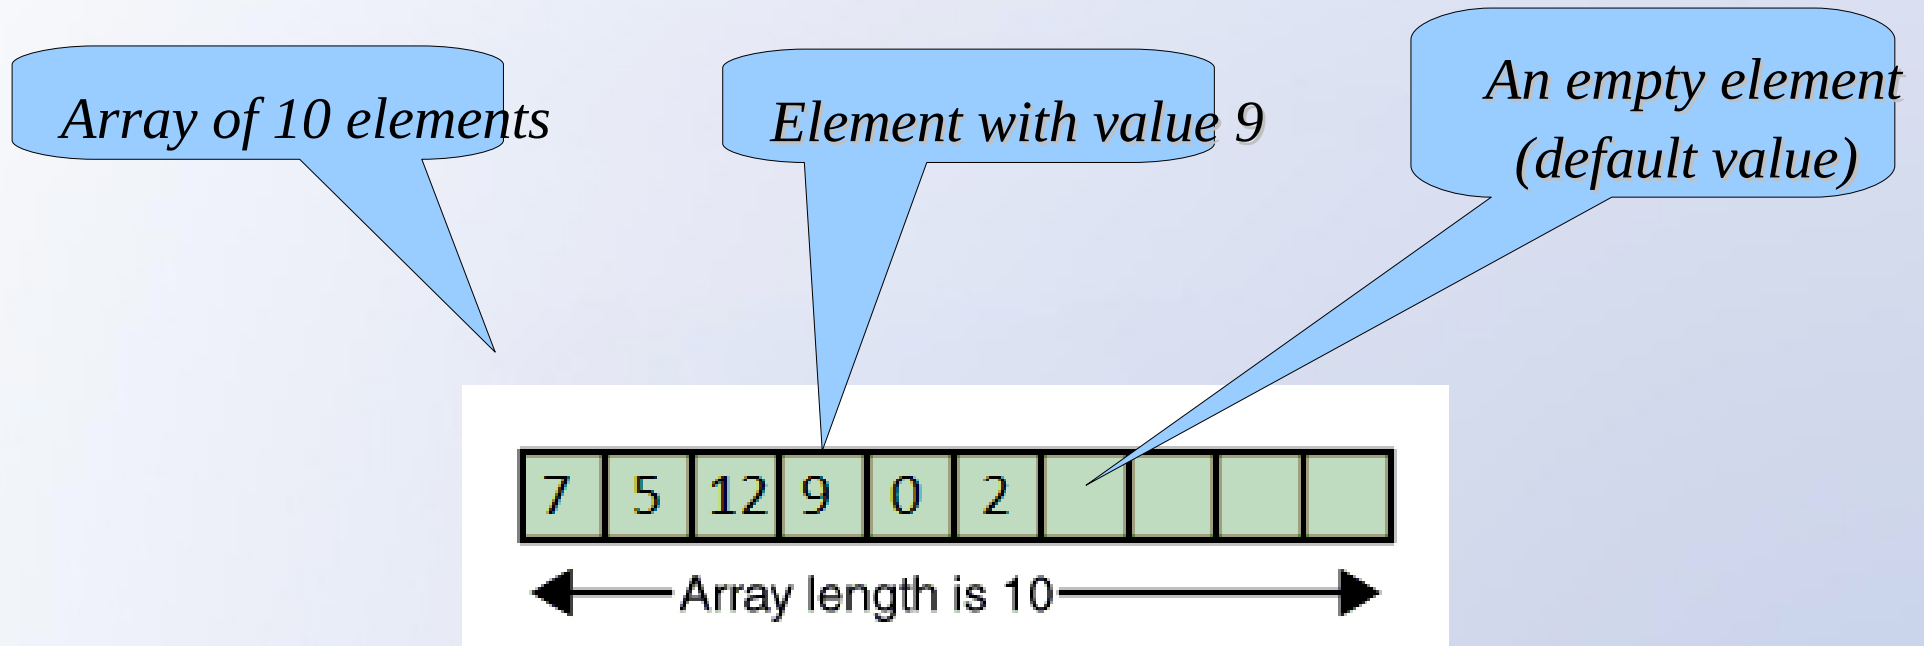 Array of 10 elements
Element with value 9
An empty element
(default value)
7 5 12 9 0 2
Array length is 10